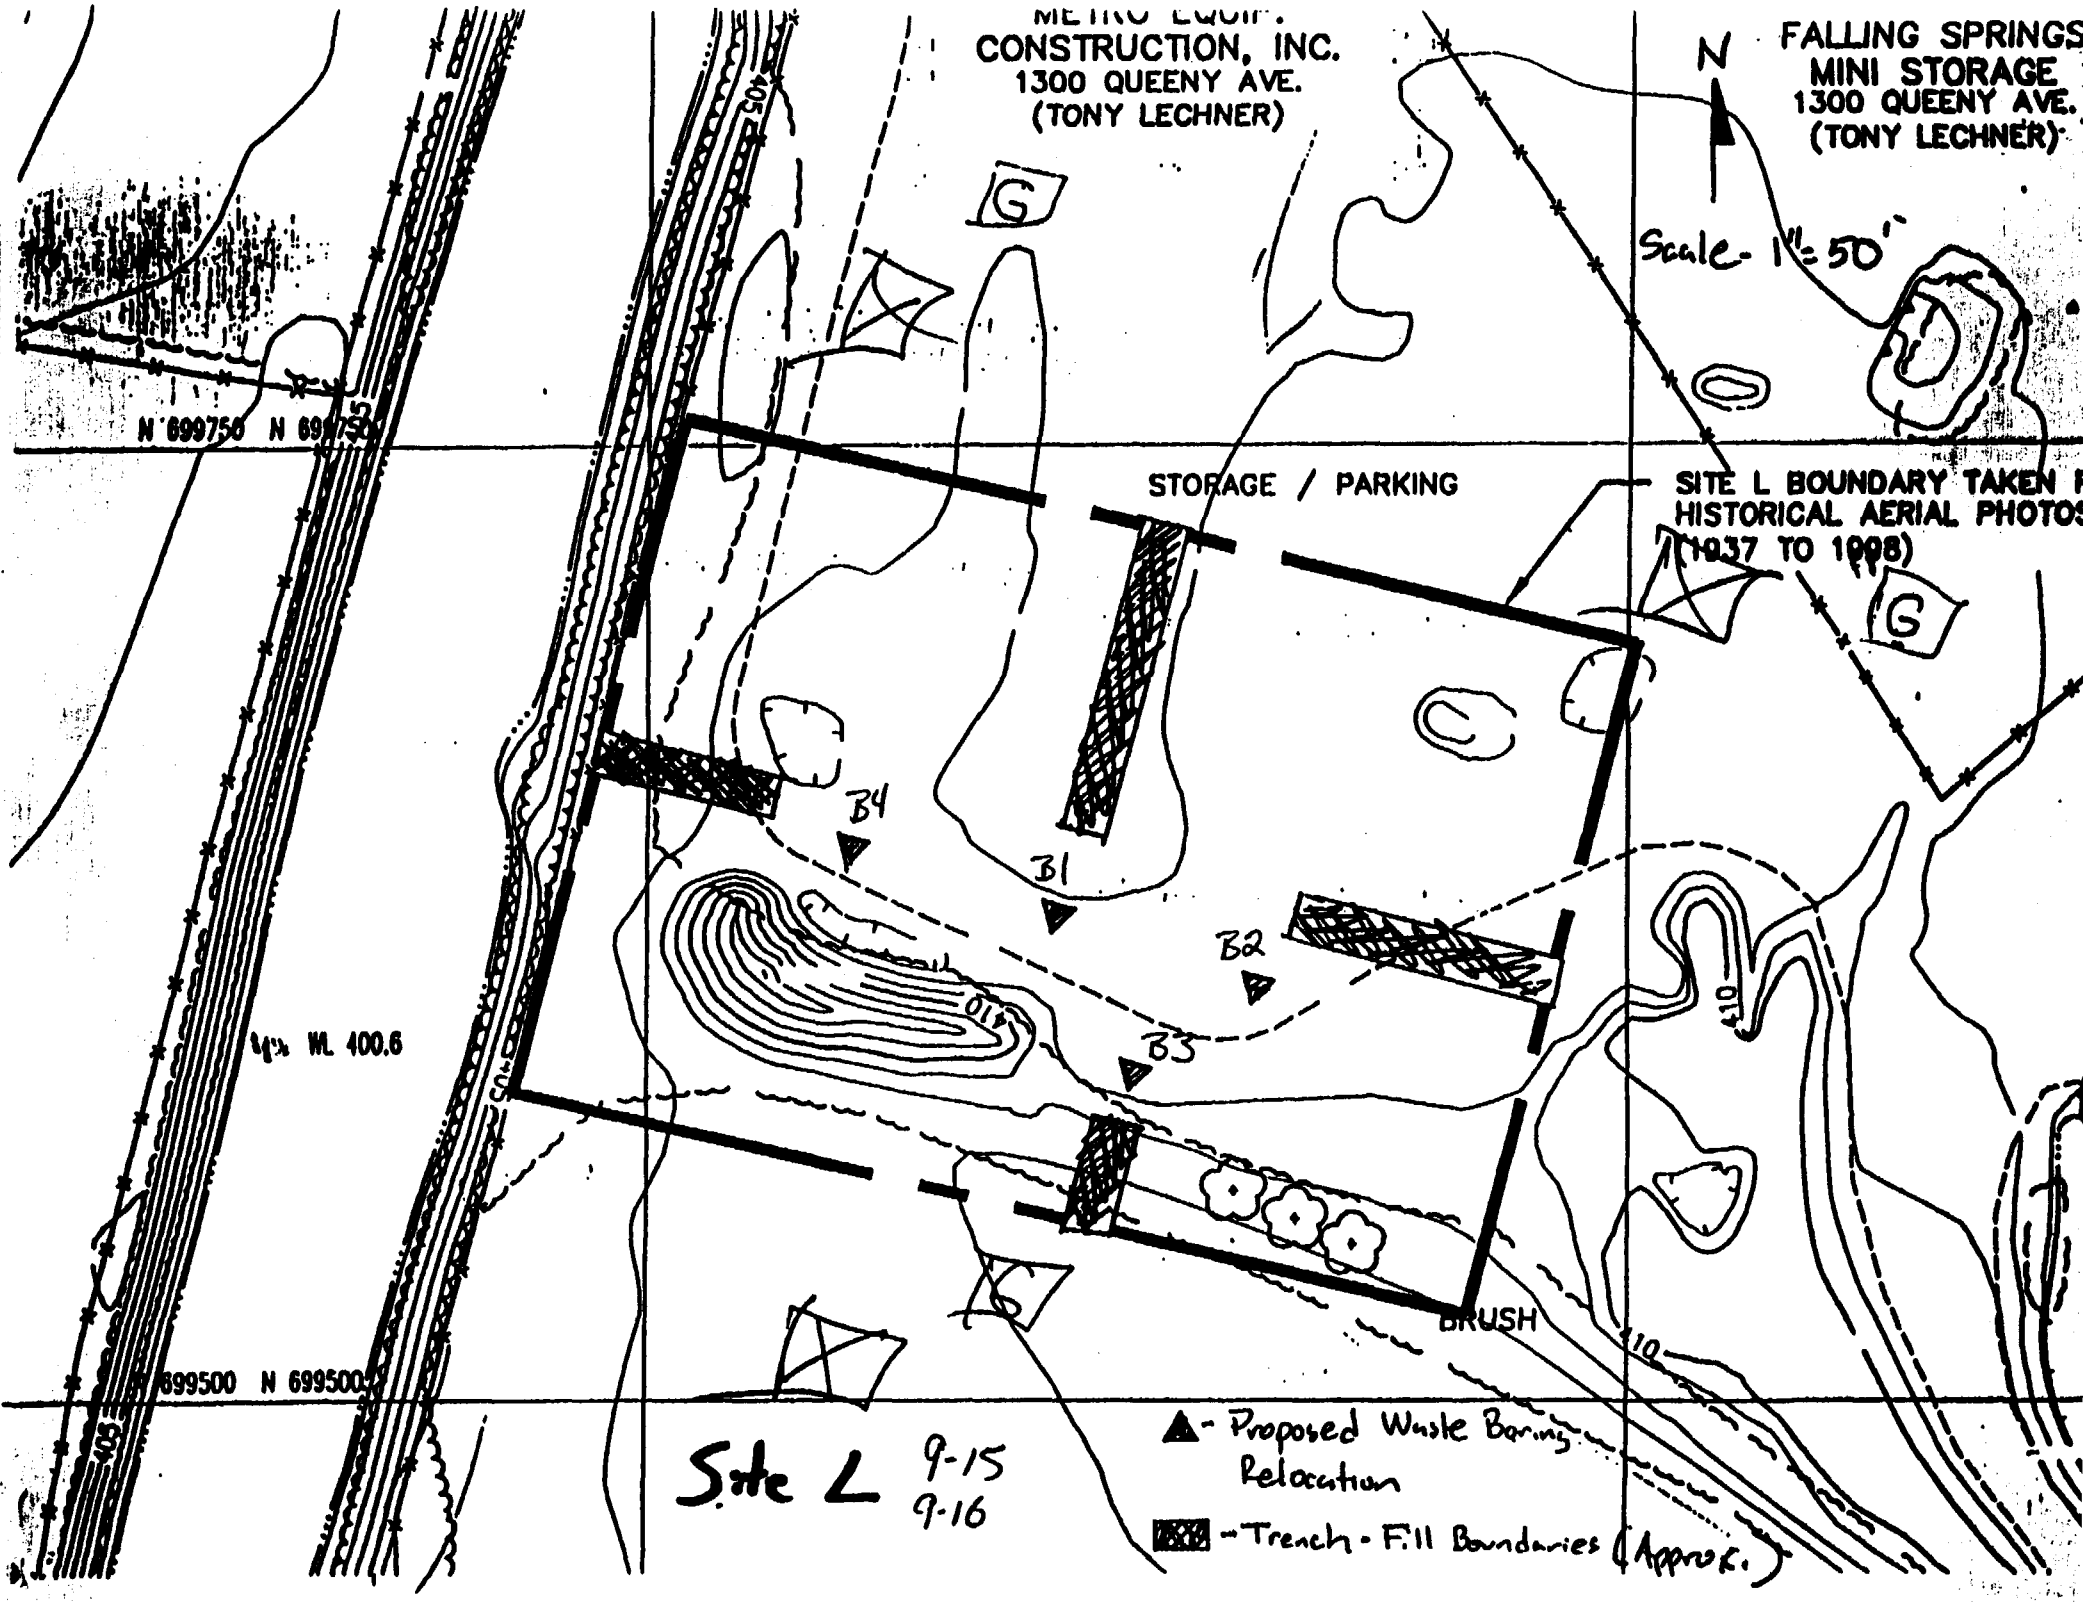 CONSTRUCTION, INC.
1300 QUEENY AVE.
(TONY LECHNER)
N
FALLING SPRINGS
MINI STORAGE
1300 QUEENY AVE.
(TONY LECHNER)
Scale - 1" = 50'
405
G
405
N 699750 N 699750
STORAGE / PARKING
SITE L BOUNDARY TAKEN
HISTORICAL AERIAL PHOTOS
(1937 TO 1998)
G
B4
B1
B2
B3
410
410
WL 400.6
405
G
BRUSH
410
699500 N 699500
405
Site L
9-15
9-16
- Proposed Waste Boring
Relocation
- Trench - Fill Boundaries (Approx.)